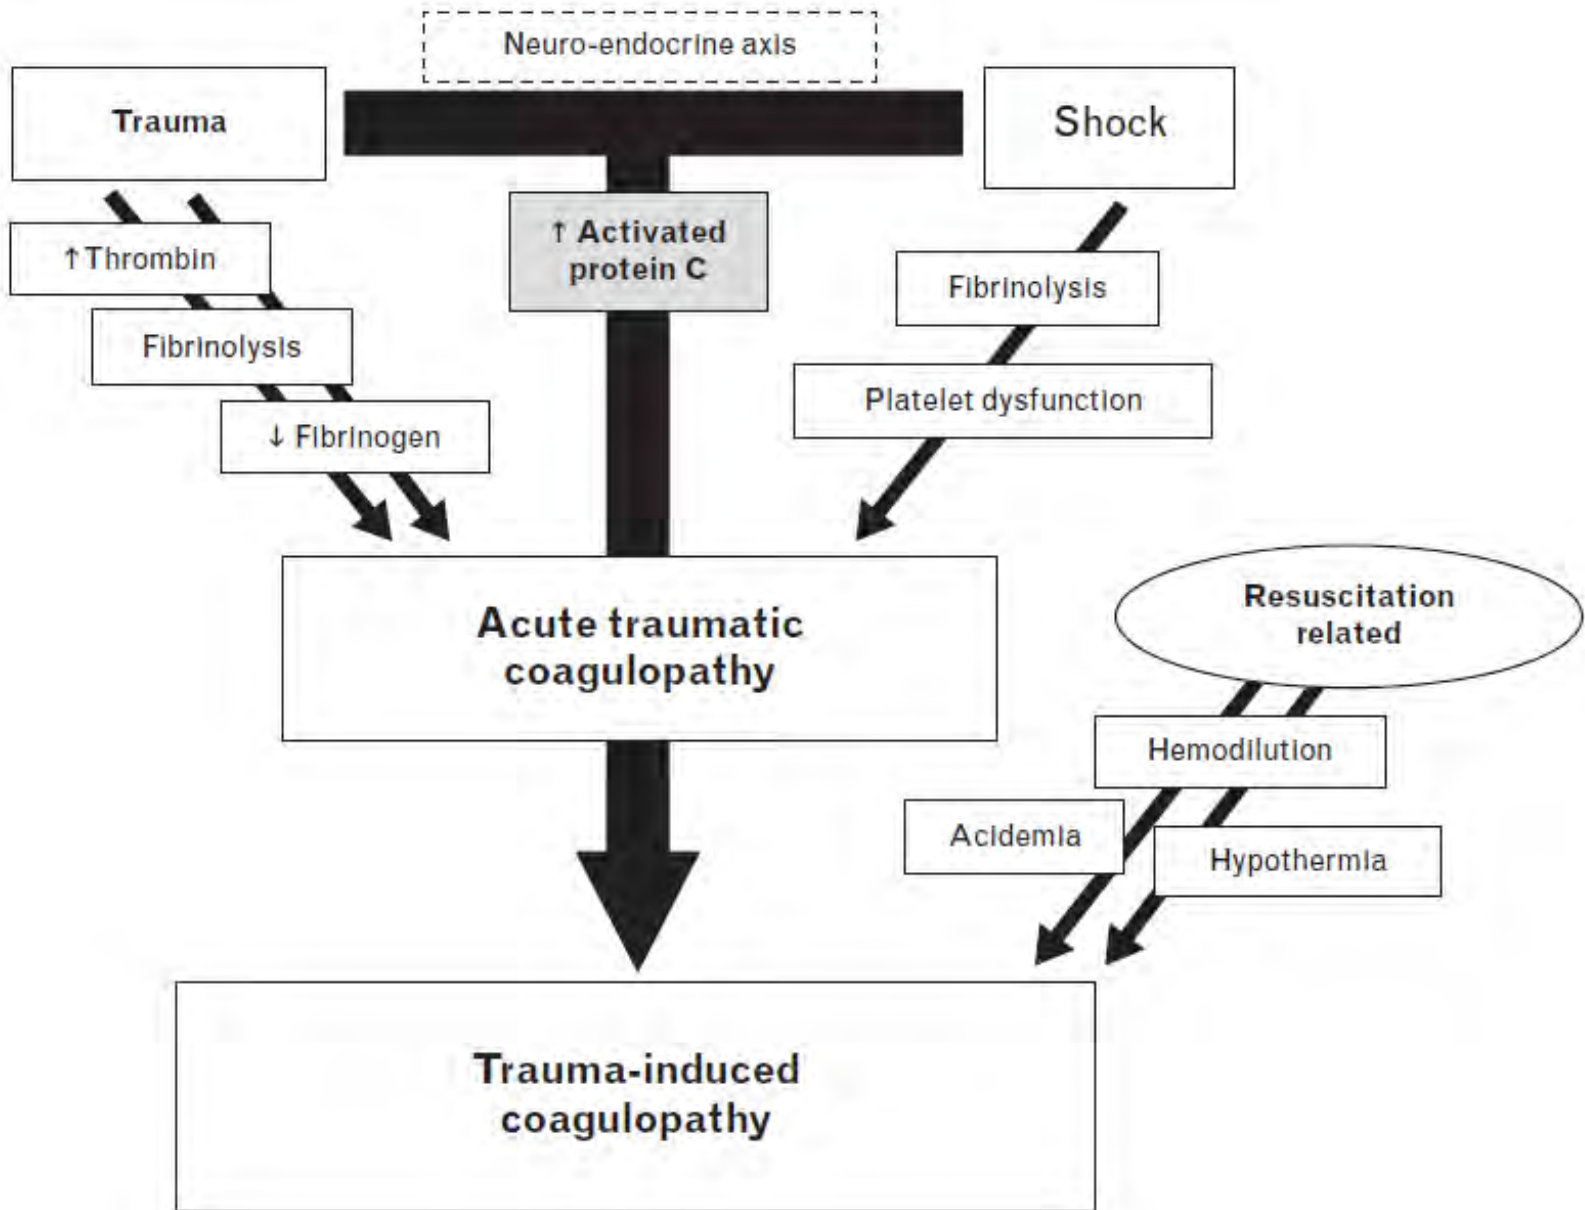 Neuro-endocrine axis
Trauma
Shock
↑ Activated
protein C
↑ Thrombin
Fibrinolysis
↓ Fibrinogen
Fibrinolysis
Platelet dysfunction
Acute traumatic
coagulopathy
Resuscitation
related
Hemodilution
Acidemia
Hypothermia
Trauma-induced
coagulopathy